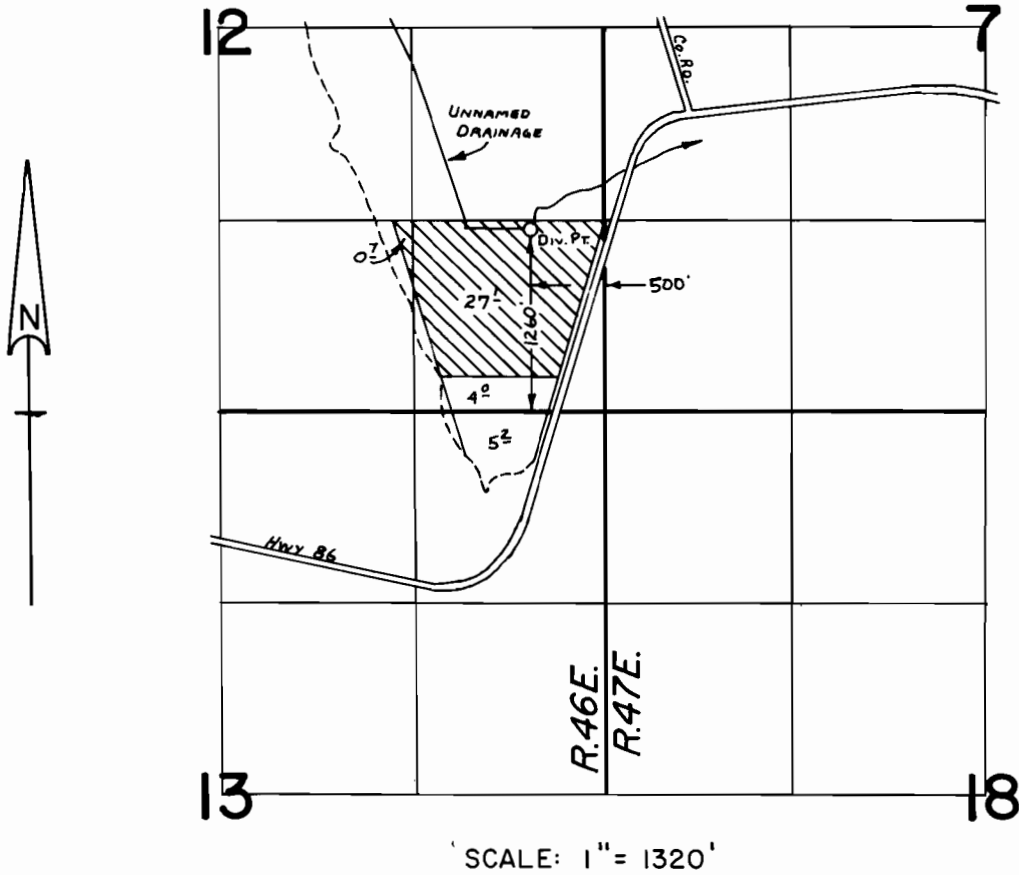 12
7
Co. Rd.
UNNAMED
DRAINAGE
DIV. PT.
0.7
500'
27.1
1260
N
4.0
5.2
HWY 86
R.46E.
R.47E.
13
18
SCALE: 1" = 1320'